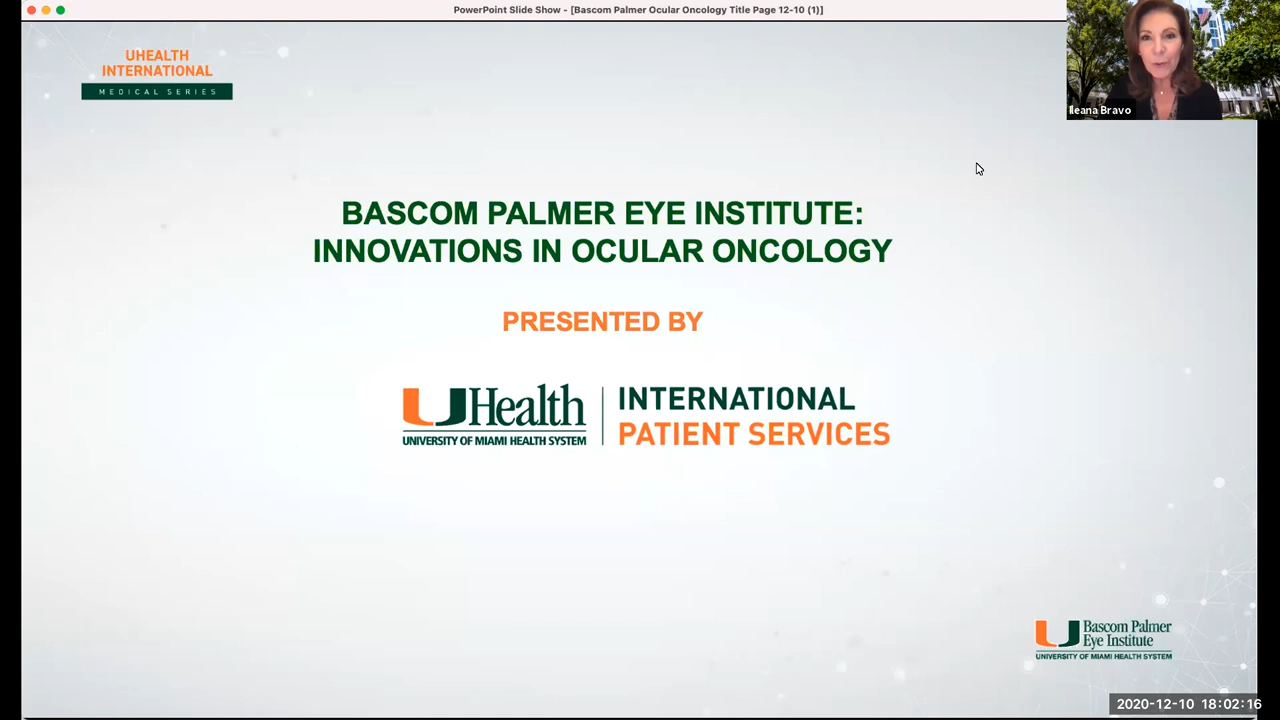 PowerPoint Slide Show - [Bascom Palmer Ocular Oncology Title Page 12-10 (1)]
UHEALTH
INTERNATIONAL
MEDICAL SERIES
Ileana Bravo
BASCOM PALMER EYE INSTITUTE:
INNOVATIONS IN OCULAR ONCOLOGY
PRESENTED BY
UHealth
UNIVERSITY OF MIAMI HEALTH SYSTEM
INTERNATIONAL
PATIENT SERVICES
Bascom Palmer
Eye Institute
UNIVERSITY OF MIAMI HEALTH SYSTEM
2020-12-10 18:02:16